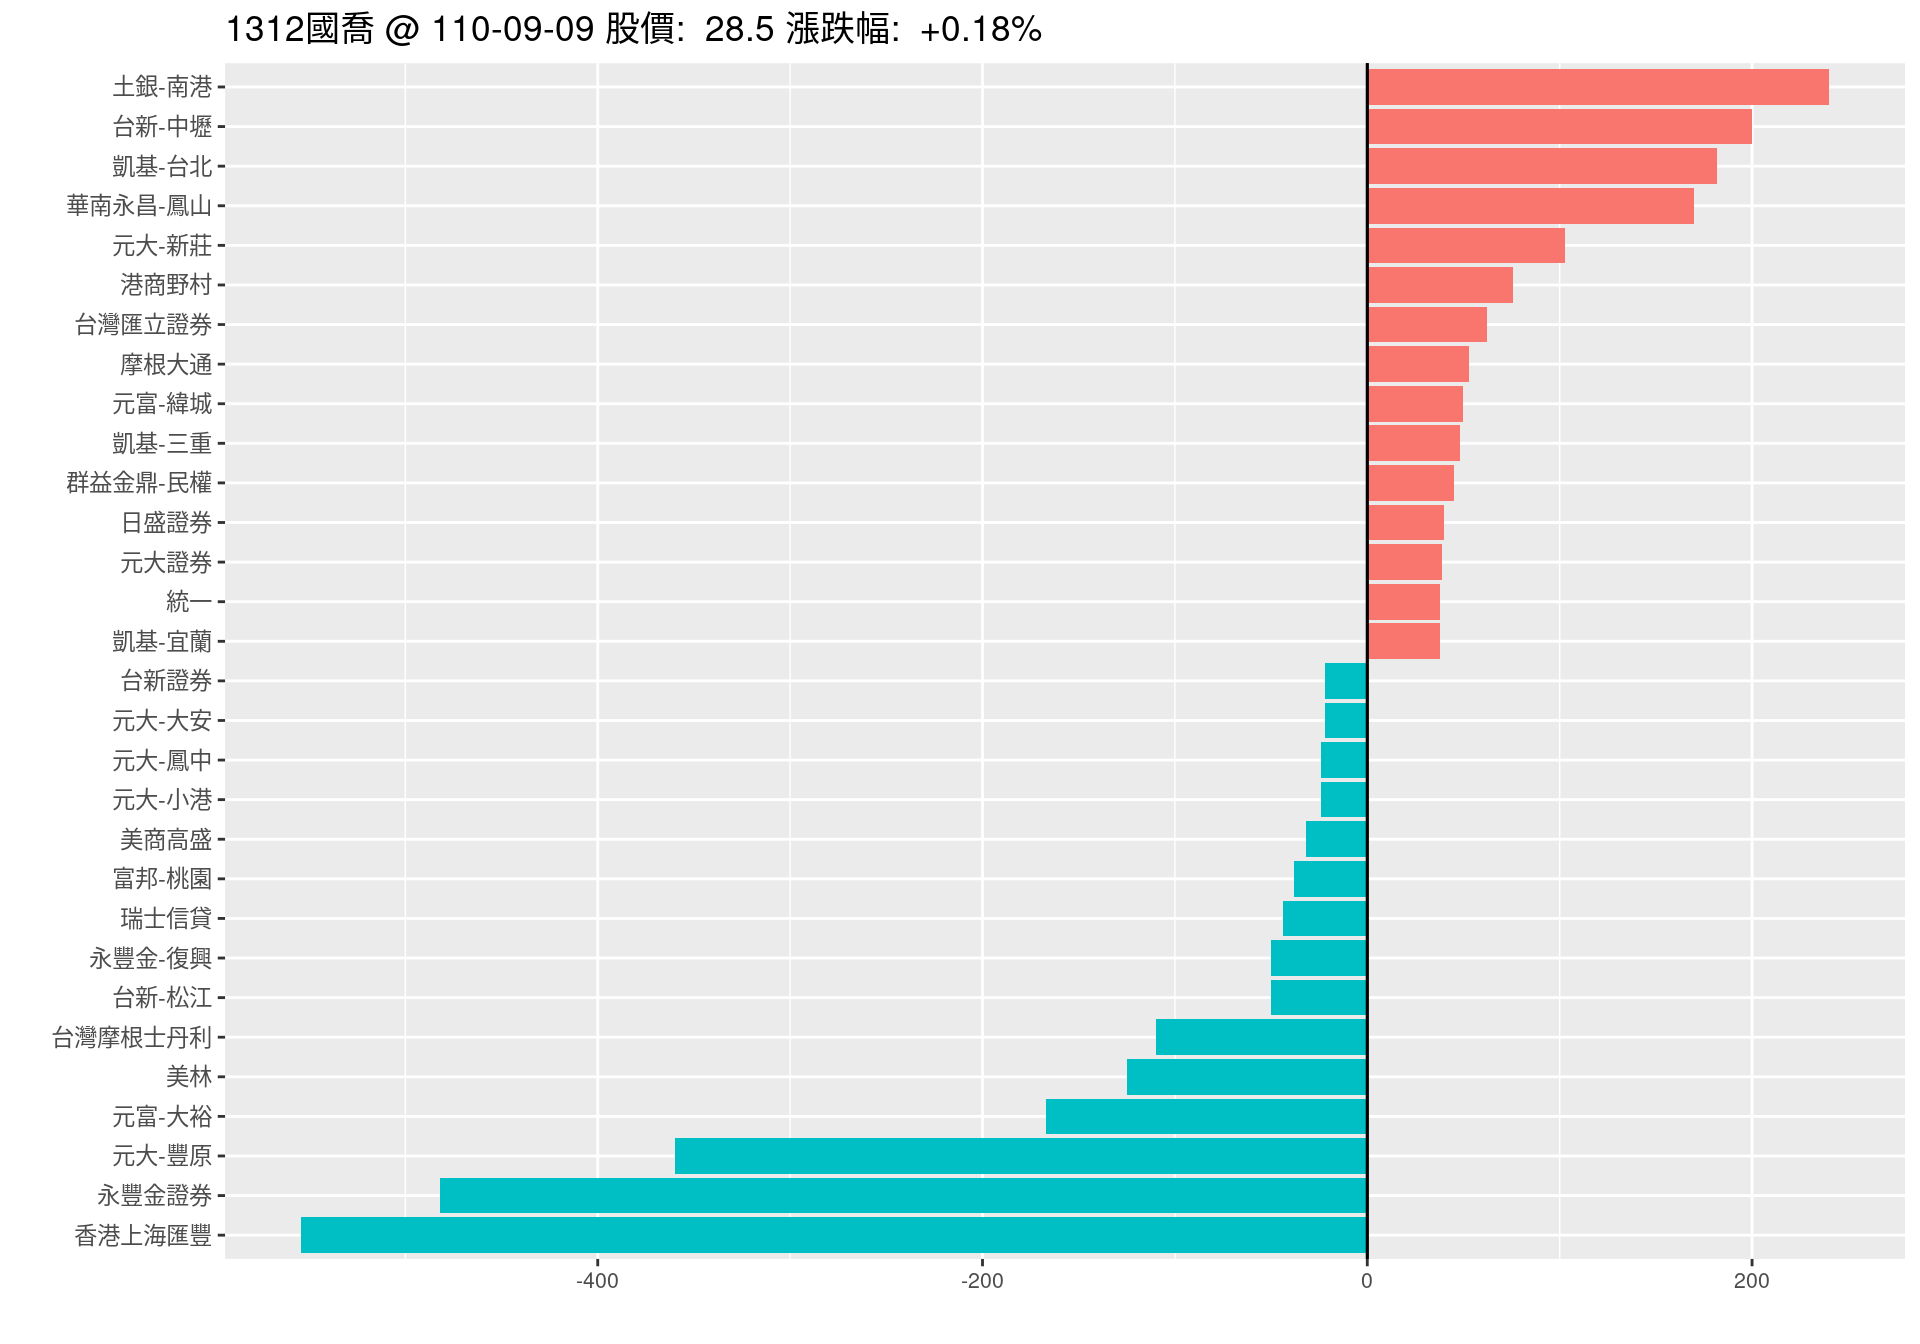 1312國喬 @ 110-09-09 股價:  28.5 漲跌幅:  +0.18%
土銀-南港
台新-中壢
凱基-台北
華南永昌-鳳山
元大-新莊
港商野村
台灣匯立證券
摩根大通
元富-緯城
凱基-三重
群益金鼎-民權
日盛證券
元大證券
統一
凱基-宜蘭
台新證券
元大-大安
元大-鳳中
元大-小港
美商高盛
富邦-桃園
瑞士信貸
永豐金-復興
台新-松江
台灣摩根士丹利
美林
元富-大裕
元大-豐原
永豐金證券
香港上海匯豐
-400 -200 0 200